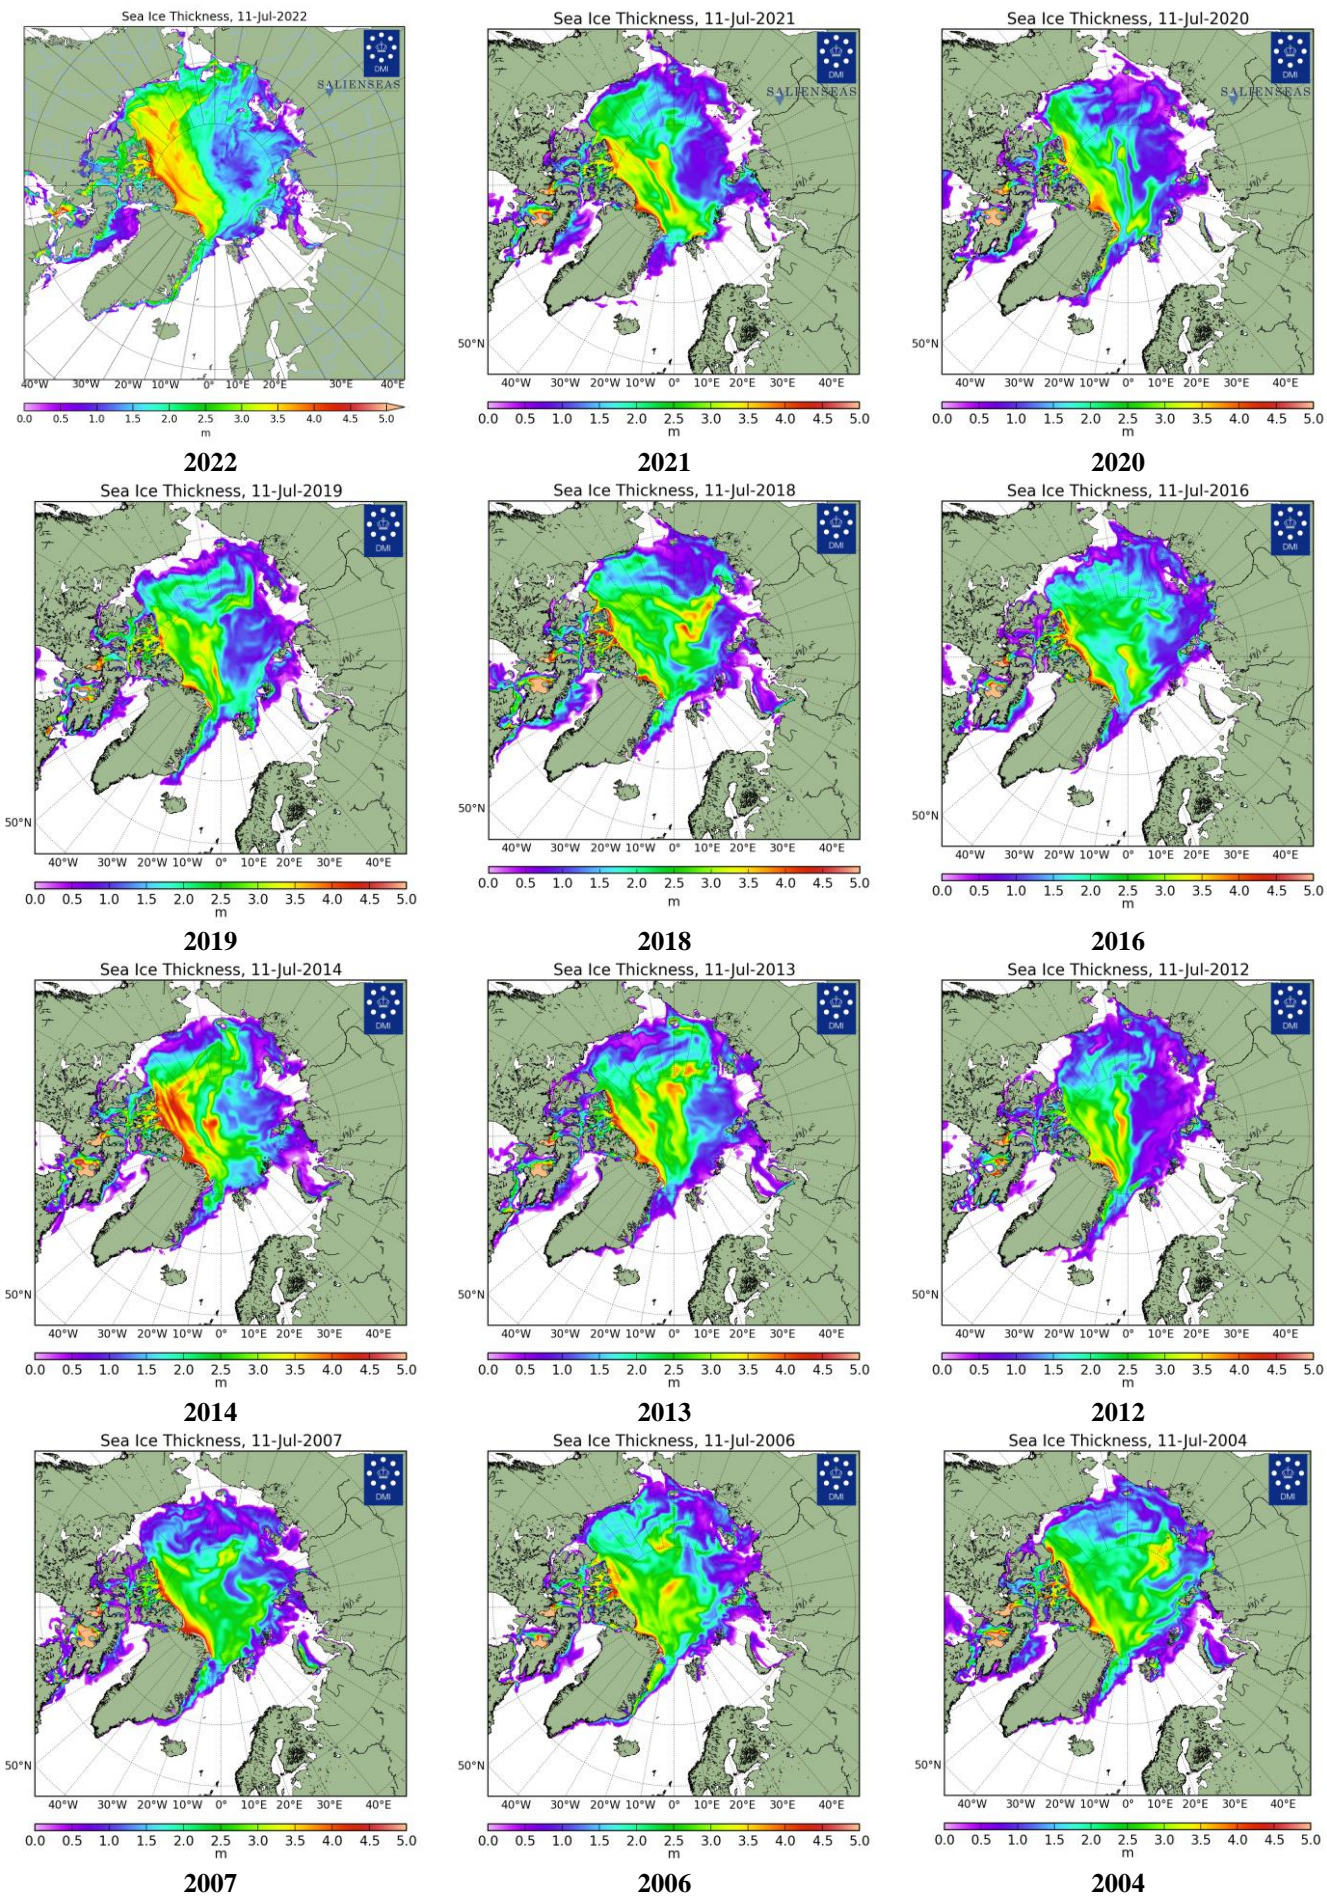 Sea Ice Thickness, 11-Jul-2022
DMI
SALIENSEAS
40°W 30°W 20°W 10°W 0° 10°E 20°E 30°E 40°E
0.0 0.5 1.0 1.5 2.0 2.5 3.0 3.5 4.0 4.5 5.0
m
2022
Sea Ice Thickness, 11-Jul-2021
DMI
SALIENSEAS
50°N
40°W 30°W 20°W 10°W 0° 10°E 20°E 30°E 40°E
0.0 0.5 1.0 1.5 2.0 2.5 3.0 3.5 4.0 4.5 5.0
m
2021
Sea Ice Thickness, 11-Jul-2020
DMI
SALIENSEAS
50°N
40°W 30°W 20°W 10°W 0° 10°E 20°E 30°E 40°E
0.0 0.5 1.0 1.5 2.0 2.5 3.0 3.5 4.0 4.5 5.0
m
2020
Sea Ice Thickness, 11-Jul-2019
DMI
50°N
40°W 30°W 20°W 10°W 0° 10°E 20°E 30°E 40°E
0.0 0.5 1.0 1.5 2.0 2.5 3.0 3.5 4.0 4.5 5.0
m
2019
Sea Ice Thickness, 11-Jul-2018
DMI
50°N
40°W 30°W 20°W 10°W 0° 10°E 20°E 30°E 40°E
0.0 0.5 1.0 1.5 2.0 2.5 3.0 3.5 4.0 4.5 5.0
m
2018
Sea Ice Thickness, 11-Jul-2016
DMI
50°N
40°W 30°W 20°W 10°W 0° 10°E 20°E 30°E 40°E
0.0 0.5 1.0 1.5 2.0 2.5 3.0 3.5 4.0 4.5 5.0
m
2016
Sea Ice Thickness, 11-Jul-2014
DMI
50°N
40°W 30°W 20°W 10°W 0° 10°E 20°E 30°E 40°E
0.0 0.5 1.0 1.5 2.0 2.5 3.0 3.5 4.0 4.5 5.0
m
2014
Sea Ice Thickness, 11-Jul-2013
DMI
50°N
40°W 30°W 20°W 10°W 0° 10°E 20°E 30°E 40°E
0.0 0.5 1.0 1.5 2.0 2.5 3.0 3.5 4.0 4.5 5.0
m
2013
Sea Ice Thickness, 11-Jul-2012
DMI
50°N
40°W 30°W 20°W 10°W 0° 10°E 20°E 30°E 40°E
0.0 0.5 1.0 1.5 2.0 2.5 3.0 3.5 4.0 4.5 5.0
m
2012
Sea Ice Thickness, 11-Jul-2007
DMI
50°N
40°W 30°W 20°W 10°W 0° 10°E 20°E 30°E 40°E
0.0 0.5 1.0 1.5 2.0 2.5 3.0 3.5 4.0 4.5 5.0
m
2007
Sea Ice Thickness, 11-Jul-2006
DMI
50°N
40°W 30°W 20°W 10°W 0° 10°E 20°E 30°E 40°E
0.0 0.5 1.0 1.5 2.0 2.5 3.0 3.5 4.0 4.5 5.0
m
2006
Sea Ice Thickness, 11-Jul-2004
DMI
50°N
40°W 30°W 20°W 10°W 0° 10°E 20°E 30°E 40°E
0.0 0.5 1.0 1.5 2.0 2.5 3.0 3.5 4.0 4.5 5.0
m
2004